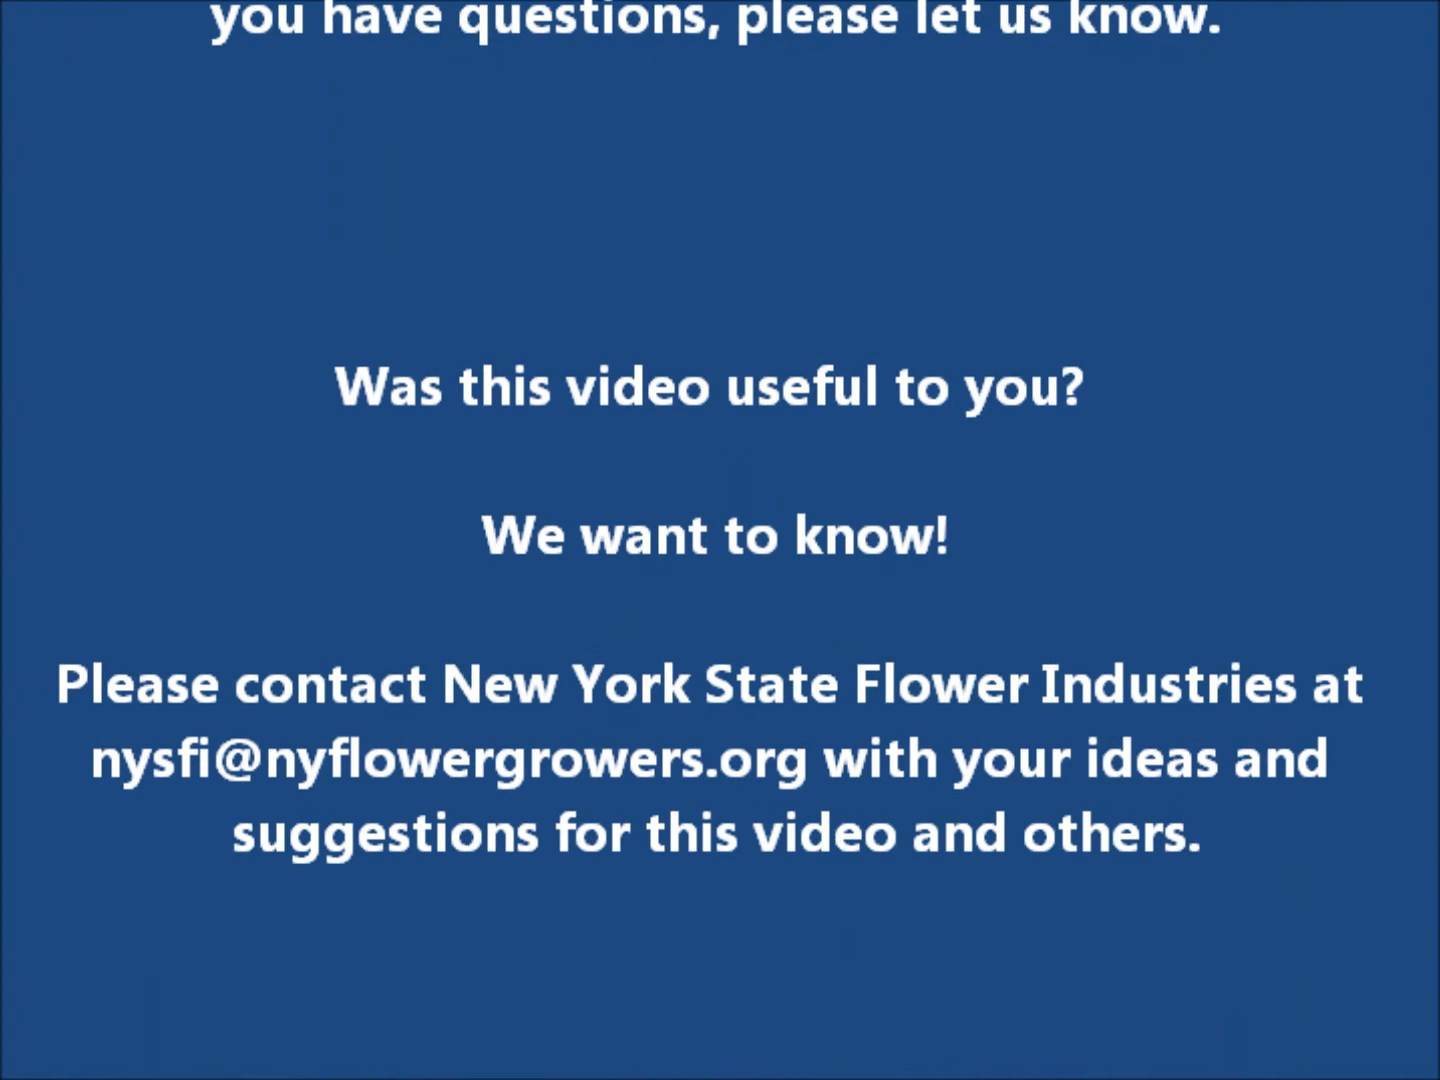 you have questions, please let us know.
Was this video useful to you?
We want to know!
Please contact New York State Flower Industries at
nysfi@nyflowergrowers.org with your ideas and
suggestions for this video and others.